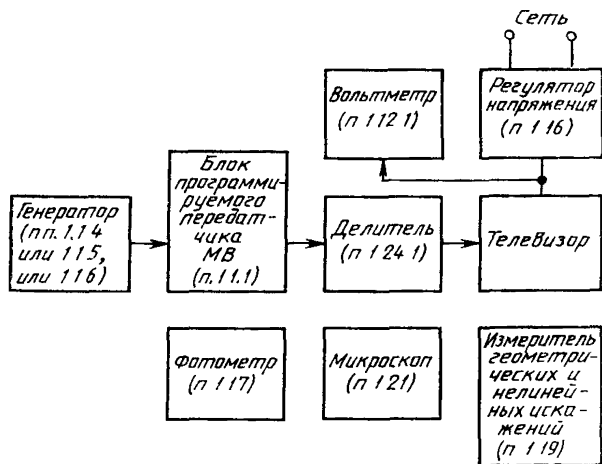 Сеть
Вольтметр
(п 1 12 1)
Регулятор
напряжения
(п 1 16)
Генератор
(пп. 1.1 4
или 1 1 5,
или 1 1 6)
Блок
программи-
руемого
передат-
чика
МВ
(п. 1 1.1)
Делитель
(п 1 24 1)
Телевизор
Фотометр
(п 1 17)
Микроскоп
(п 1 21)
Измеритель
геометри-
ческих и
нелиней-
ных иска-
жений
(п 1 19)